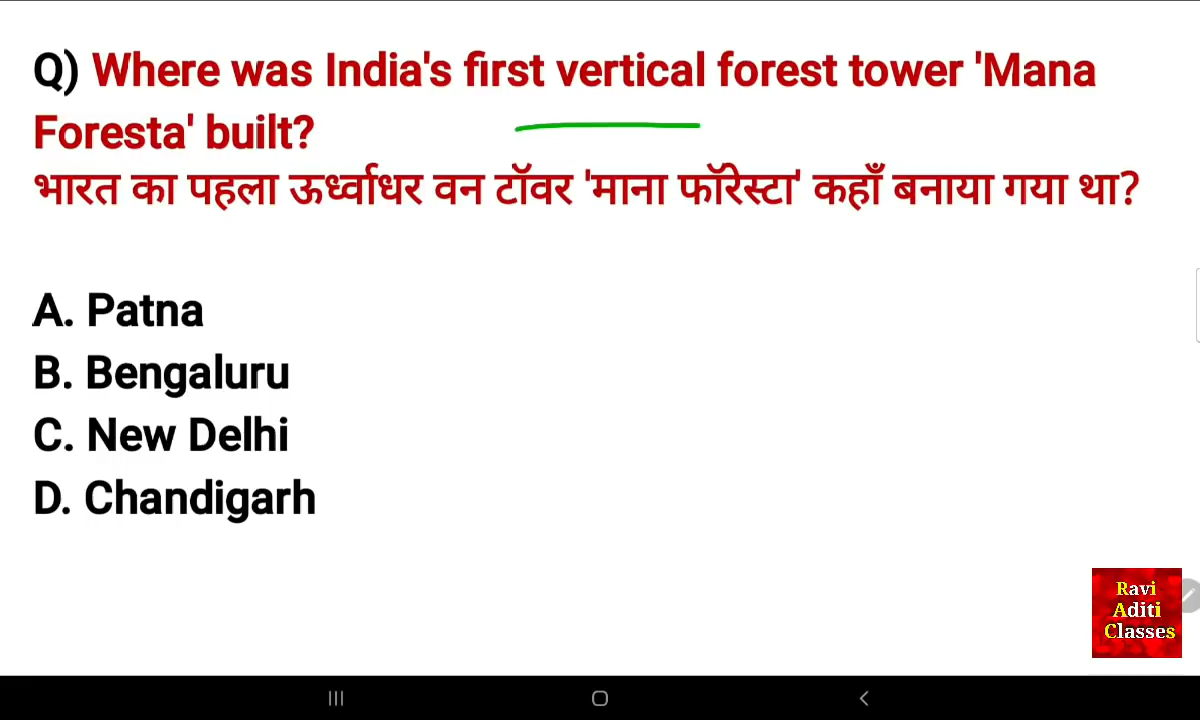 Q) Where was India's first vertical forest tower 'Mana
Foresta' built?
भारत का पहला ऊर्ध्वाधर वन टॉवर 'माना फॉरेस्टा' कहाँ बनाया गया था?
A. Patna
B. Bengaluru
C. New Delhi
D. Chandigarh
Ravi
Aditi
Classes